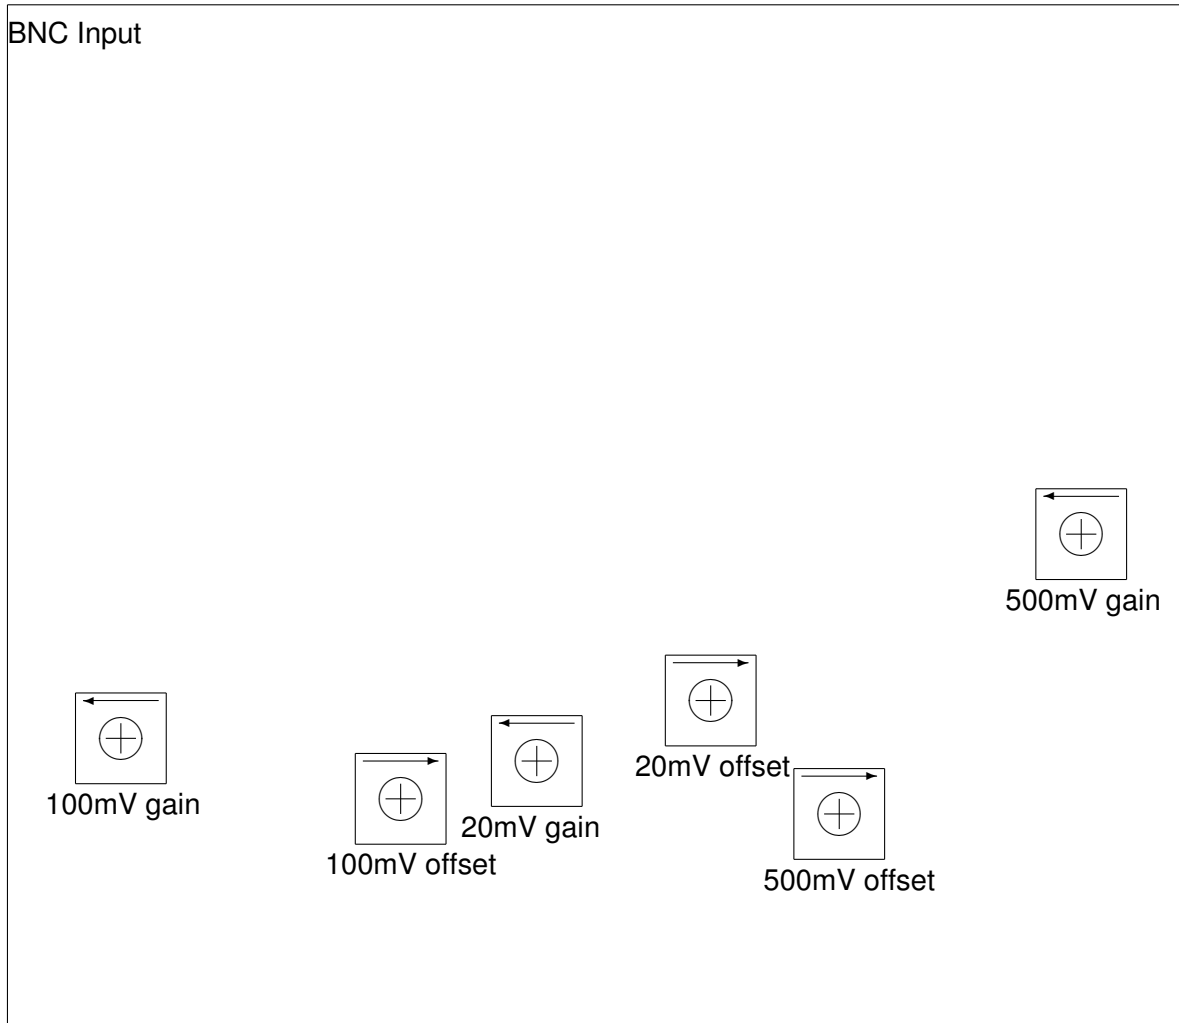 BNC Input
500mV gain
20mV offset
100mV gain
20mV gain
100mV offset
500mV offset